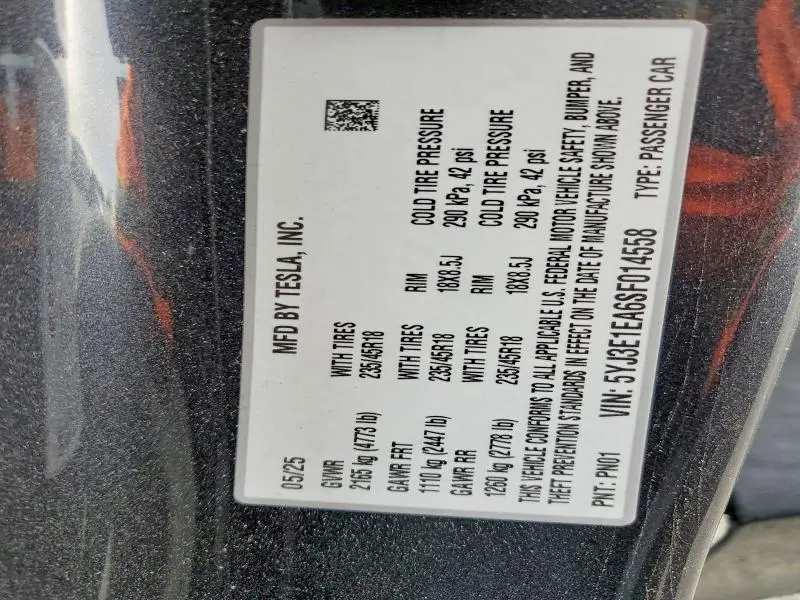 MFD BY TESLA, INC.
05/25
GVWR WITH TIRES
2165 kg (4773 lb) 235/45R18
GAWR FRT WITH TIRES RIM COLD TIRE PRESSURE
1110 kg (2447 lb) 235/45R18 18X8.5J 290 kPa, 42 psi
GAWR RR WITH TIRES RIM COLD TIRE PRESSURE
1260 kg (2778 lb) 235/45R18 18X8.5J 290 kPa, 42 psi
THIS VEHICLE CONFORMS TO ALL APPLICABLE U.S. FEDERAL MOTOR VEHICLE SAFETY, BUMPER, AND
THEFT PREVENTION STANDARDS IN EFFECT ON THE DATE OF MANUFACTURE SHOWN ABOVE.
PNT: PN01 VIN: 5YJ3E1EA6SF014558 TYPE: PASSENGER CAR